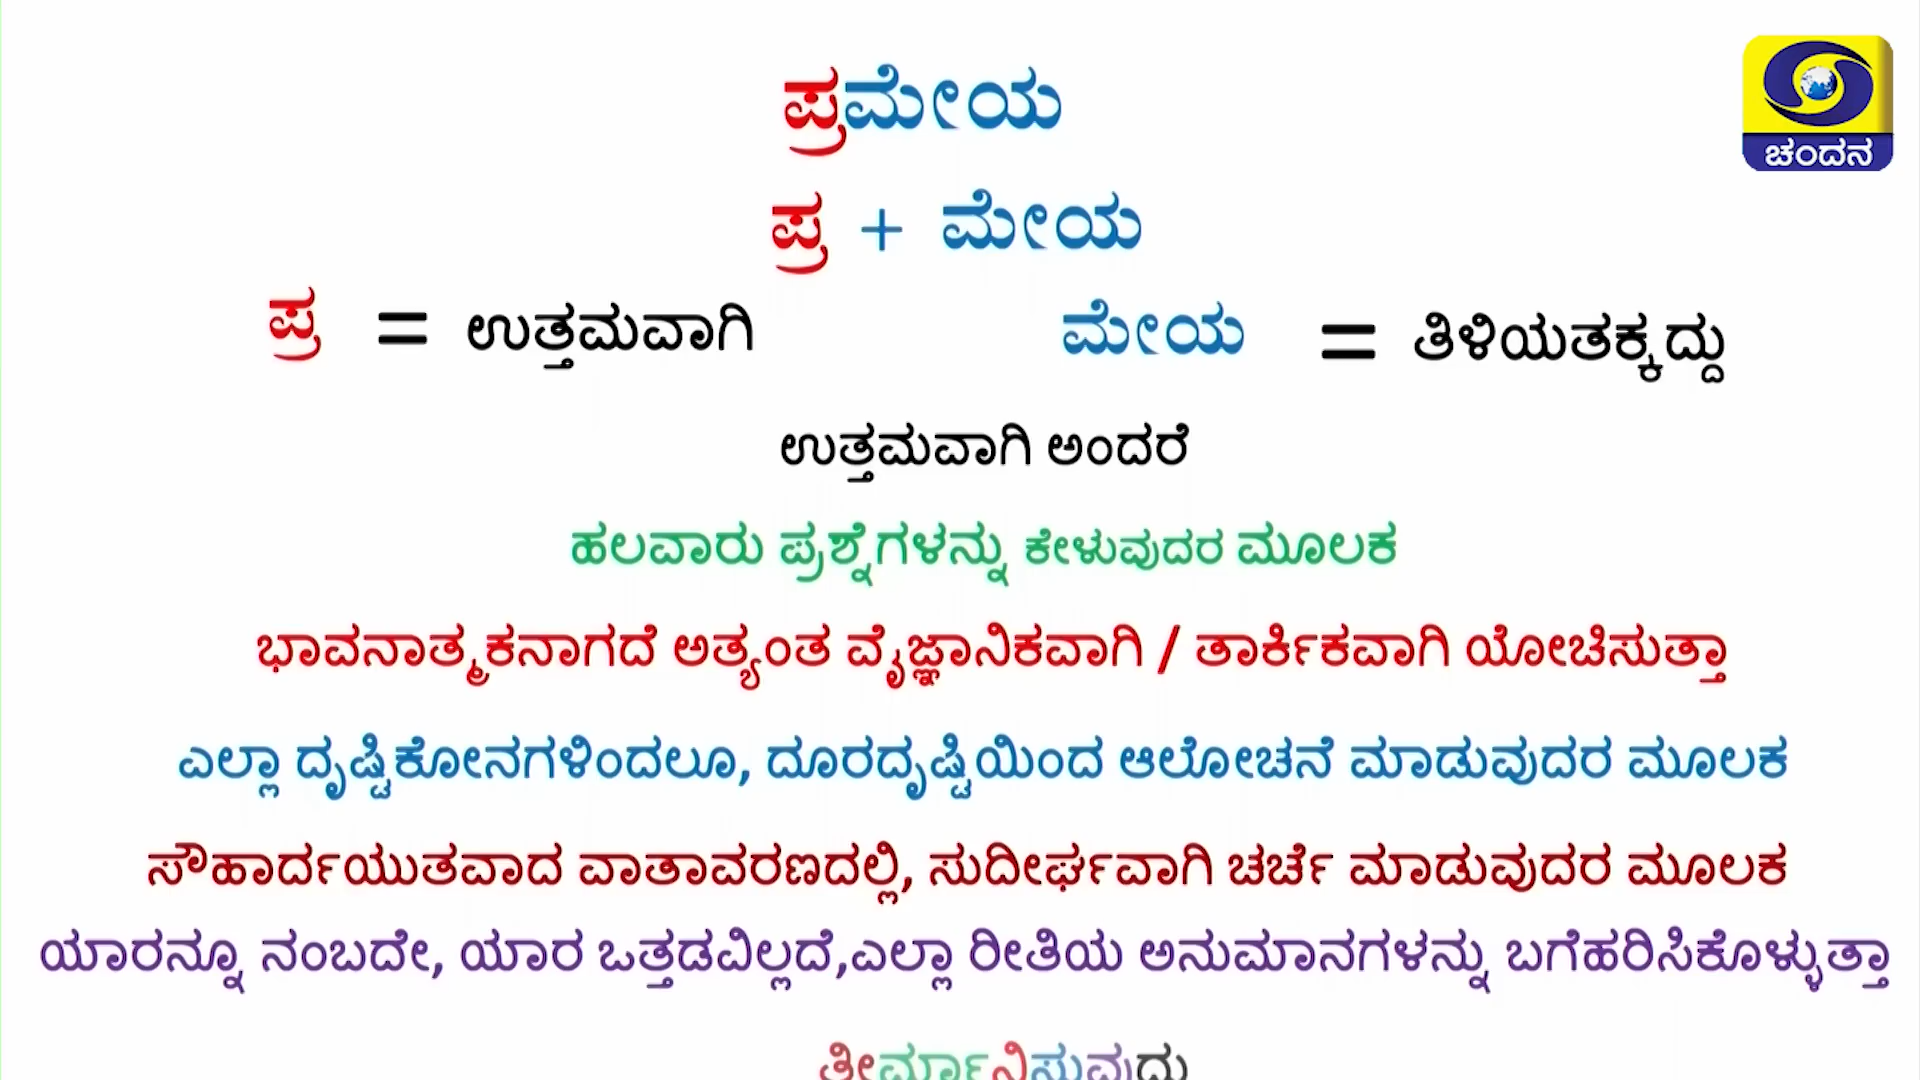 ಪ್ರಮೇಯ
ಚಂದನ
ಪ್ರ + ಮೇಯ
ಪ್ರ = ಉತ್ತಮವಾಗಿ ಮೇಯ = ತಿಳಿಯತಕ್ಕದ್ದು
ಉತ್ತಮವಾಗಿ ಅಂದರೆ
ಹಲವಾರು ಪ್ರಶ್ನೆಗಳನ್ನು ಕೇಳುವುದರ ಮೂಲಕ
ಭಾವನಾತ್ಮಕನಾಗದೆ ಅತ್ಯಂತ ವೈಜ್ಞಾನಿಕವಾಗಿ / ತಾರ್ಕಿಕವಾಗಿ ಯೋಚಿಸುತ್ತಾ
ಎಲ್ಲಾ ದೃಷ್ಟಿಕೋನಗಳಿಂದಲೂ, ದೂರದೃಷ್ಟಿಯಿಂದ ಆಲೋಚನೆ ಮಾಡುವುದರ ಮೂಲಕ
ಸೌಹಾರ್ದಯುತವಾದ ವಾತಾವರಣದಲ್ಲಿ, ಸುದೀರ್ಘವಾಗಿ ಚರ್ಚೆ ಮಾಡುವುದರ ಮೂಲಕ
ಯಾರನ್ನೂ ನಂಬದೇ, ಯಾರ ಒತ್ತಡವಿಲ್ಲದೆ,ಎಲ್ಲಾ ರೀತಿಯ ಅನುಮಾನಗಳನ್ನು ಬಗೆಹರಿಸಿಕೊಳ್ಳುತ್ತಾ
ತೀರ್ಮಾನಿಸುವುದು